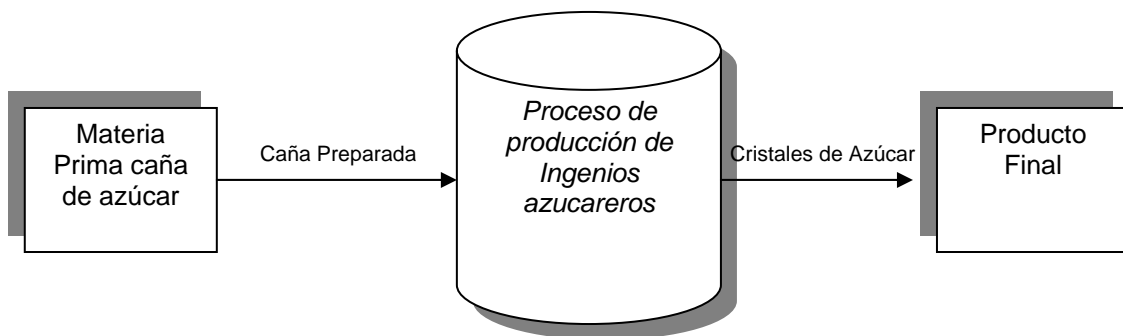 Materia
Prima caña
de azúcar
Caña Preparada
Proceso de
producción de
Ingenios
azucareros
Cristales de Azúcar
Producto
Final